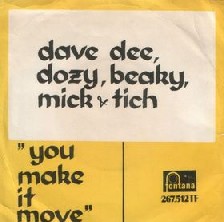 dave dee,
dozy, beaky,
mick & tich
"you
make
it
move"
fontana
267.512 TF